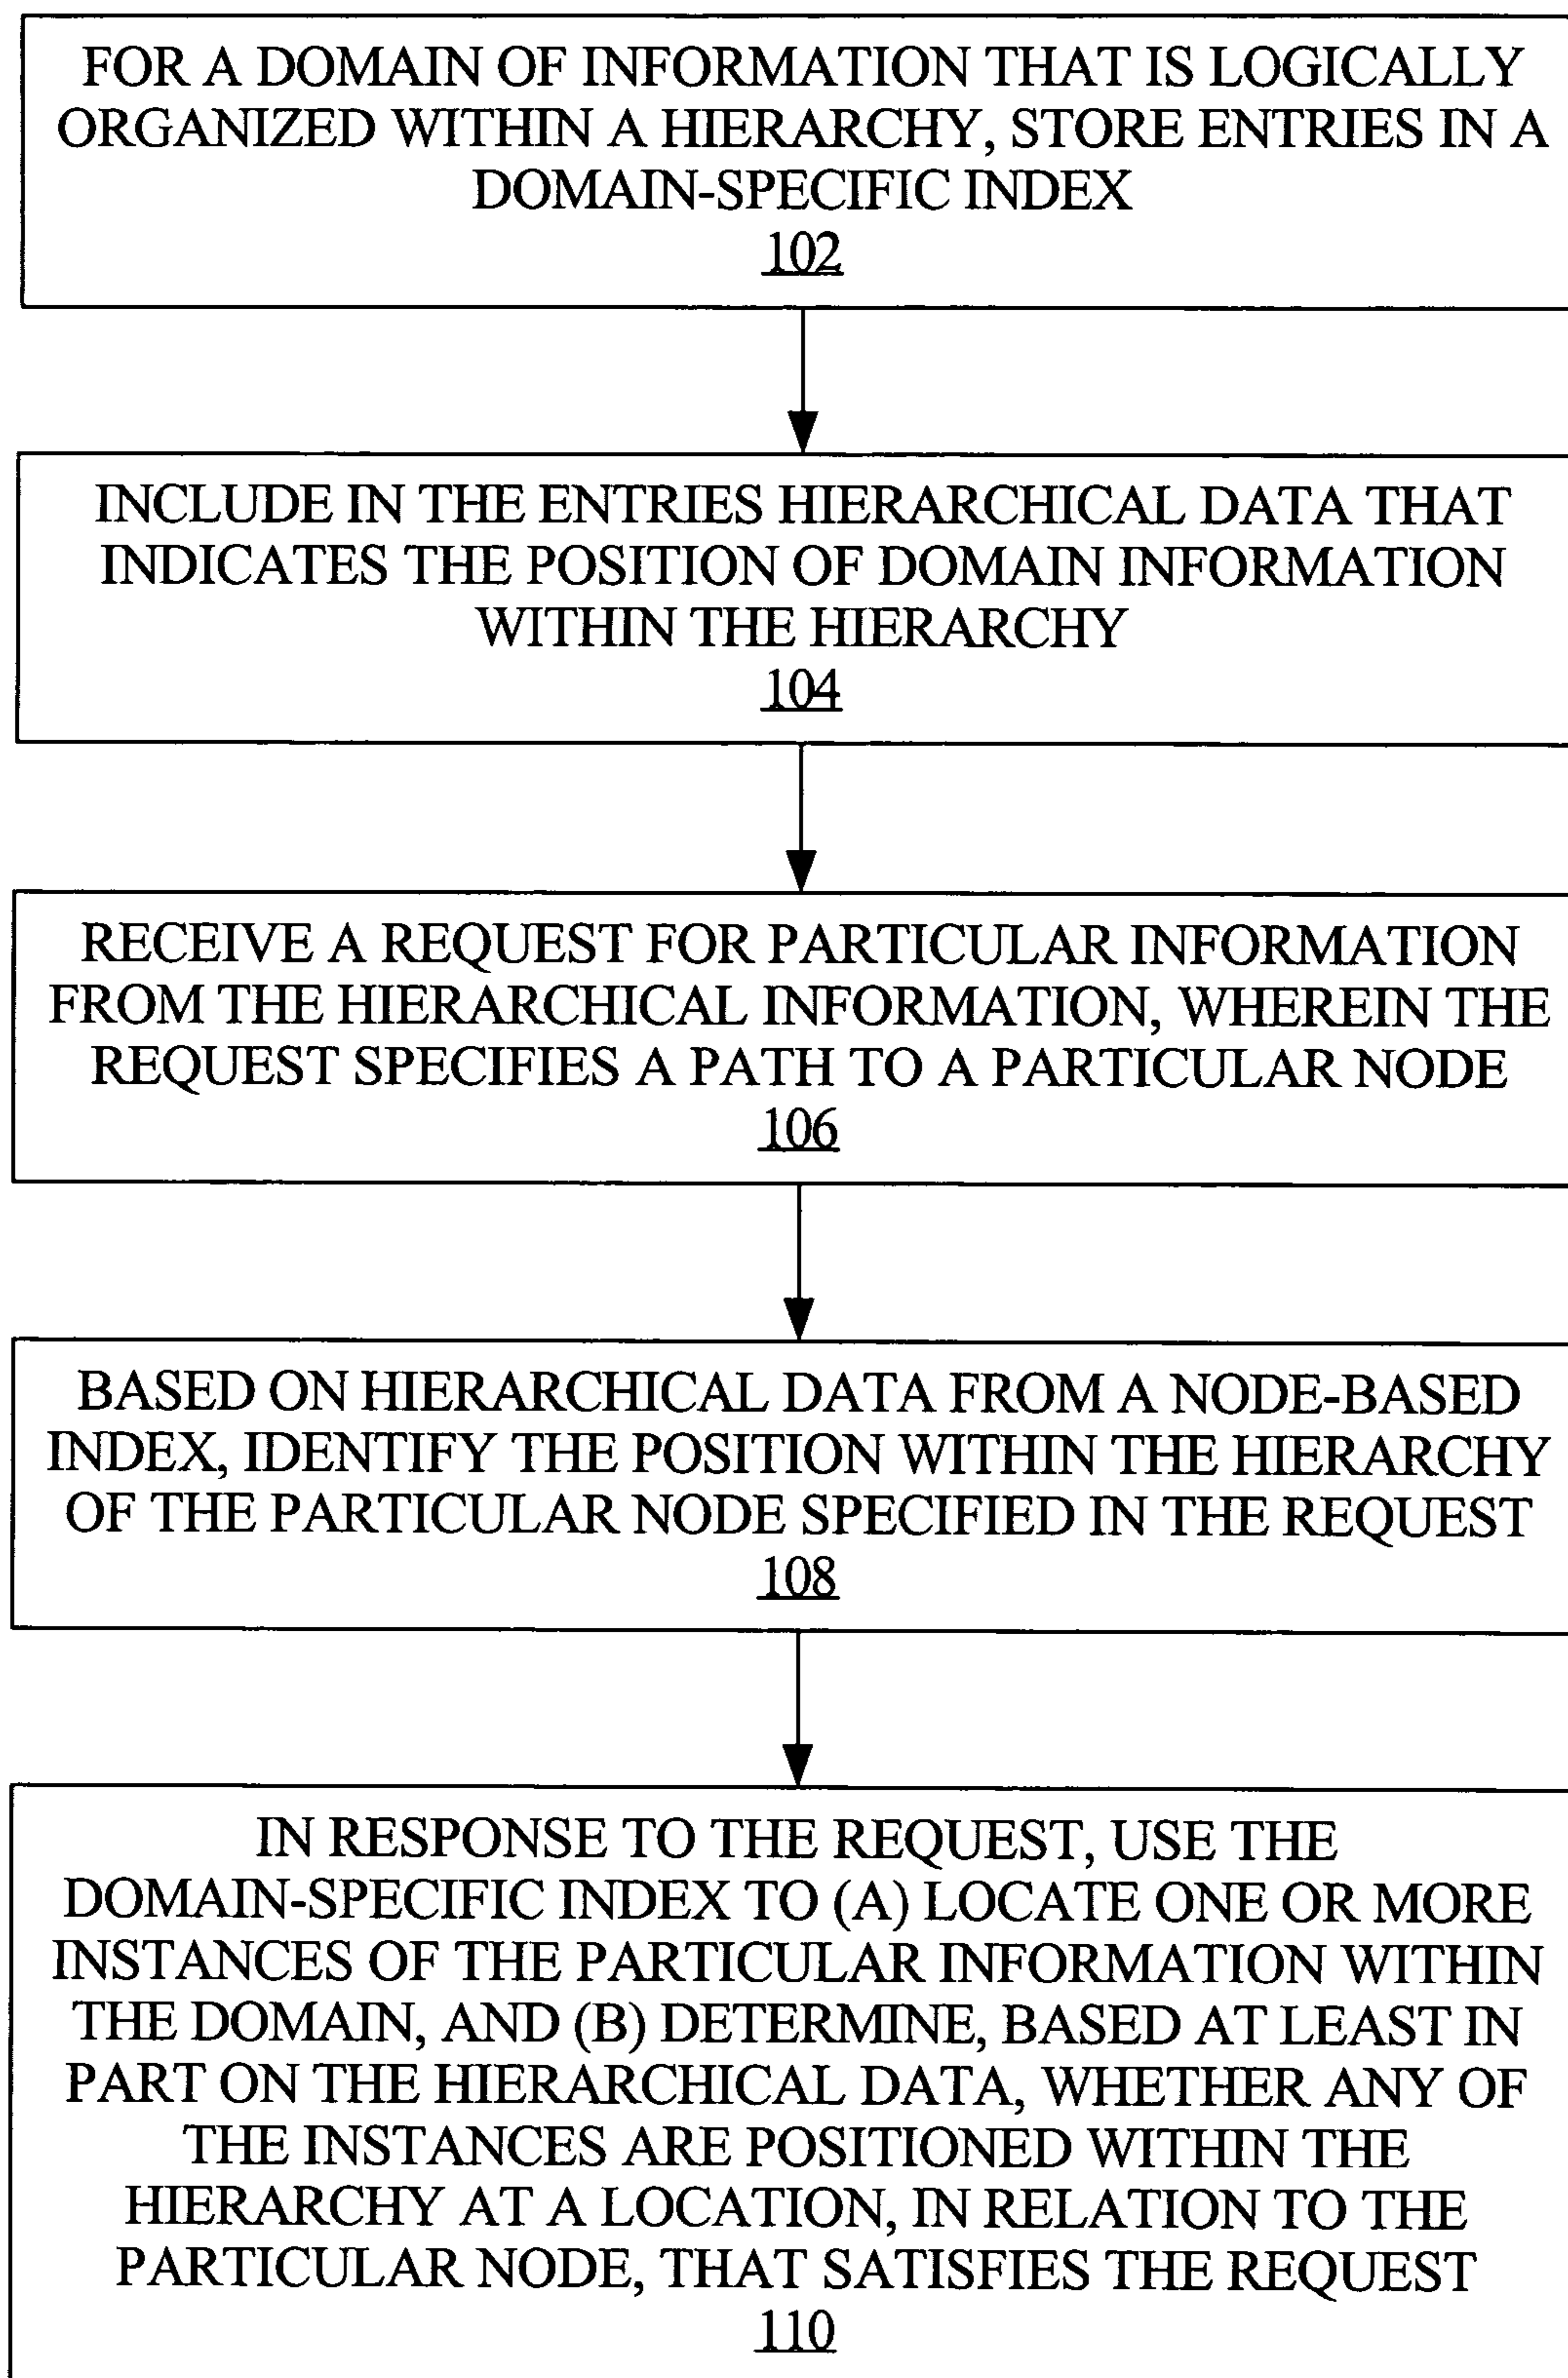 FOR A DOMAIN OF INFORMATION THAT IS LOGICALLY
ORGANIZED WITHIN A HIERARCHY, STORE ENTRIES IN A
DOMAIN-SPECIFIC INDEX
102
INCLUDE IN THE ENTRIES HIERARCHICAL DATA THAT
INDICATES THE POSITION OF DOMAIN INFORMATION
WITHIN THE HIERARCHY
104
RECEIVE A REQUEST FOR PARTICULAR INFORMATION
FROM THE HIERARCHICAL INFORMATION, WHEREIN THE
REQUEST SPECIFIES A PATH TO A PARTICULAR NODE
106
BASED ON HIERARCHICAL DATA FROM A NODE-BASED
INDEX, IDENTIFY THE POSITION WITHIN THE HIERARCHY
OF THE PARTICULAR NODE SPECIFIED IN THE REQUEST
108
IN RESPONSE TO THE REQUEST, USE THE
DOMAIN-SPECIFIC INDEX TO (A) LOCATE ONE OR MORE
INSTANCES OF THE PARTICULAR INFORMATION WITHIN
THE DOMAIN, AND (B) DETERMINE, BASED AT LEAST IN
PART ON THE HIERARCHICAL DATA, WHETHER ANY OF
THE INSTANCES ARE POSITIONED WITHIN THE
HIERARCHY AT A LOCATION, IN RELATION TO THE
PARTICULAR NODE, THAT SATISFIES THE REQUEST
110